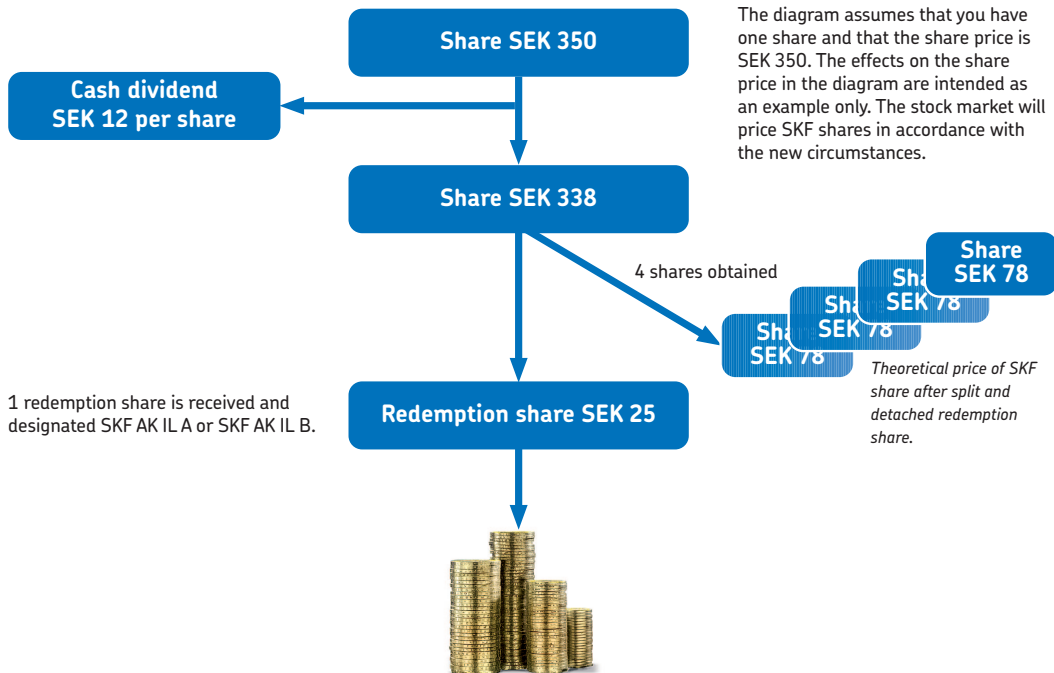 Share SEK 350
The diagram assumes that you have
one share and that the share price is
SEK 350. The effects on the share
price in the diagram are intended as
an example only. The stock market will
price SKF shares in accordance with
the new circumstances.
Cash dividend
SEK 12 per share
Share SEK 338
4 shares obtained
Share
SEK 78
Share
SEK 78
Share
SEK 78
Share
SEK 78
Theoretical price of SKF
share after split and
detached redemption
share.
1 redemption share is received and
designated SKF AK IL A or SKF AK IL B.
Redemption share SEK 25